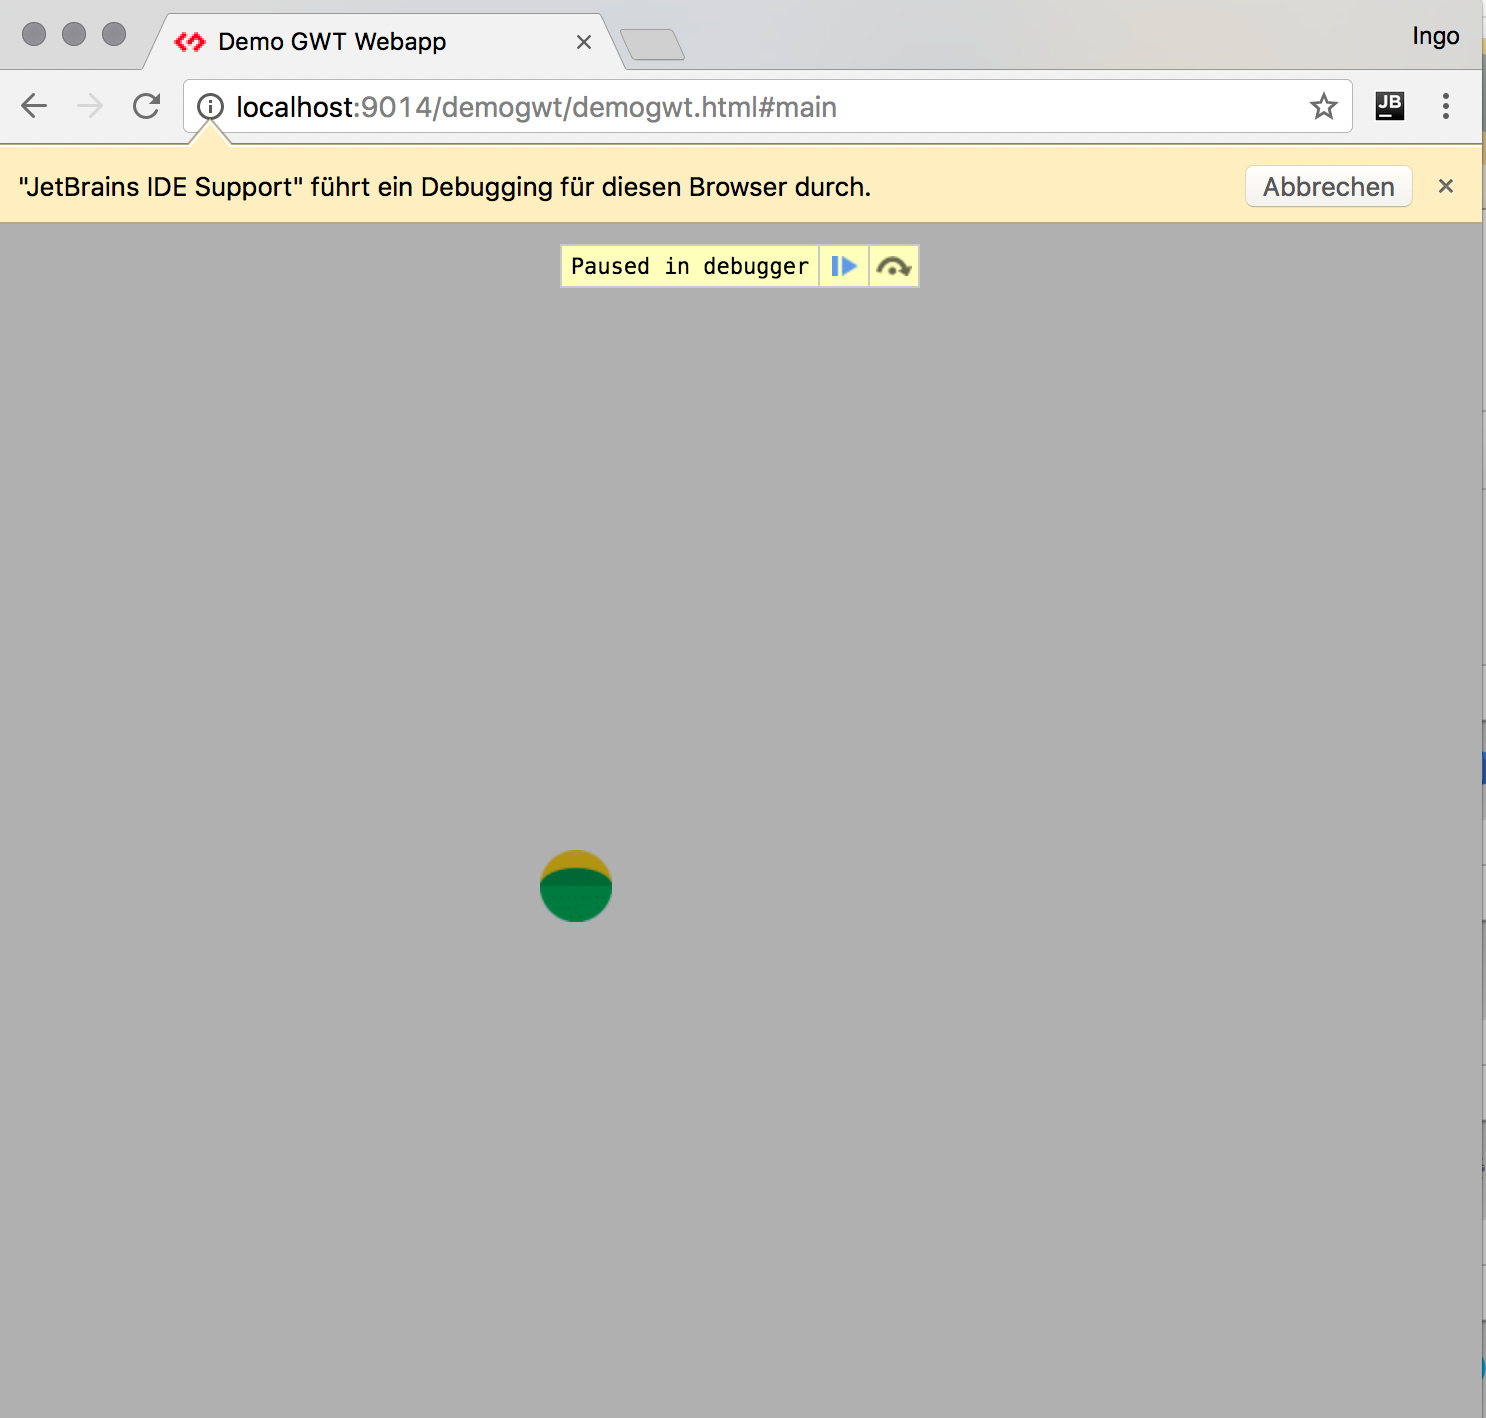 Demo GWT Webapp
Ingo
localhost:9014/demogwt/demogwt.html#main
JB
"JetBrains IDE Support" führt ein Debugging für diesen Browser durch.
Abbrechen
Paused in debugger